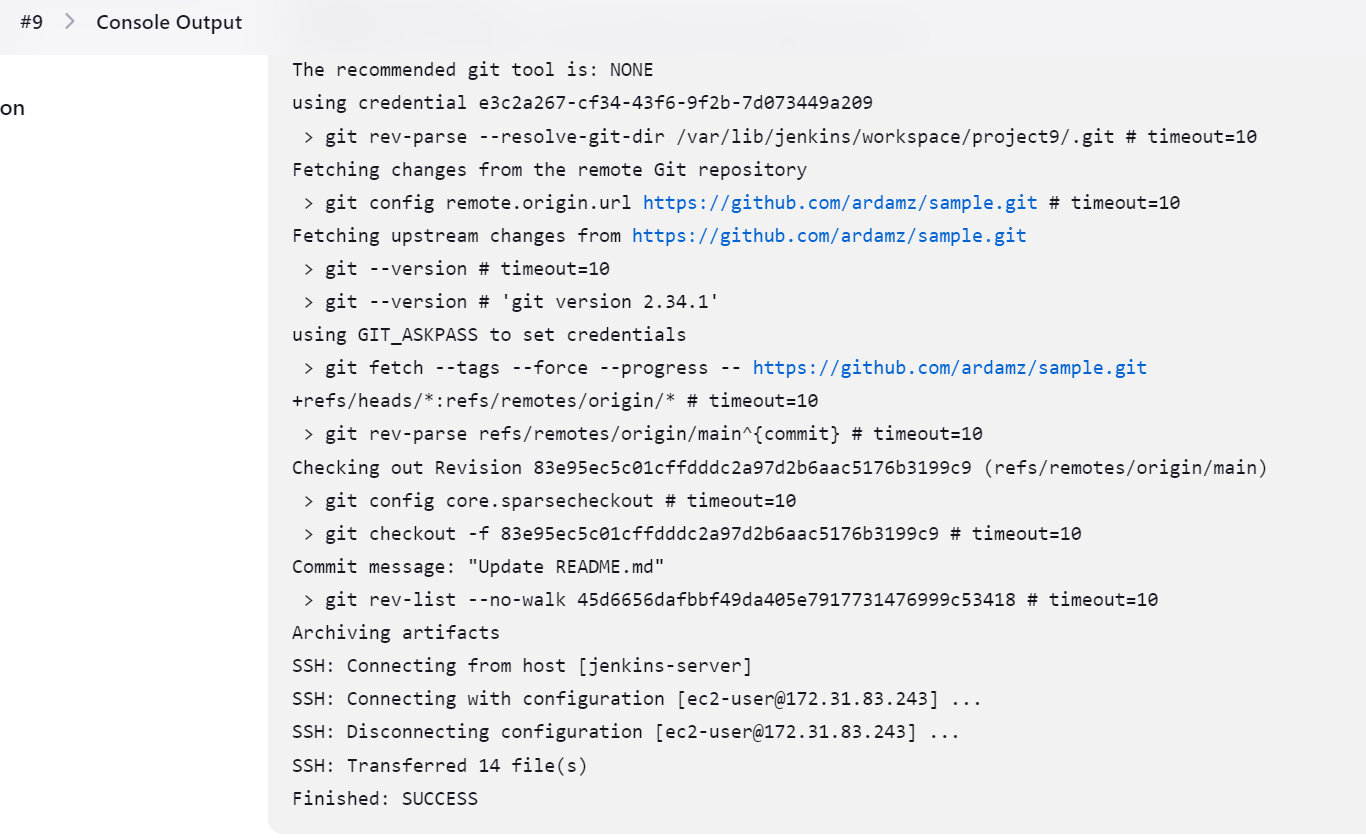 #9 > Console Output
on
The recommended git tool is: NONE
using credential e3c2a267-cf34-43f6-9f2b-7d073449a209
 > git rev-parse --resolve-git-dir /var/lib/jenkins/workspace/project9/.git # timeout=10
Fetching changes from the remote Git repository
 > git config remote.origin.url https://github.com/ardamz/sample.git # timeout=10
Fetching upstream changes from https://github.com/ardamz/sample.git
 > git --version # timeout=10
 > git --version # 'git version 2.34.1'
using GIT_ASKPASS to set credentials
 > git fetch --tags --force --progress -- https://github.com/ardamz/sample.git
+refs/heads/*:refs/remotes/origin/* # timeout=10
 > git rev-parse refs/remotes/origin/main^{commit} # timeout=10
Checking out Revision 83e95ec5c01cffdddc2a97d2b6aac5176b3199c9 (refs/remotes/origin/main)
 > git config core.sparsecheckout # timeout=10
 > git checkout -f 83e95ec5c01cffdddc2a97d2b6aac5176b3199c9 # timeout=10
Commit message: "Update README.md"
 > git rev-list --no-walk 45d6656dafbbf49da405e7917731476999c53418 # timeout=10
Archiving artifacts
SSH: Connecting from host [jenkins-server]
SSH: Connecting with configuration [ec2-user@172.31.83.243] ...
SSH: Disconnecting configuration [ec2-user@172.31.83.243] ...
SSH: Transferred 14 file(s)
Finished: SUCCESS